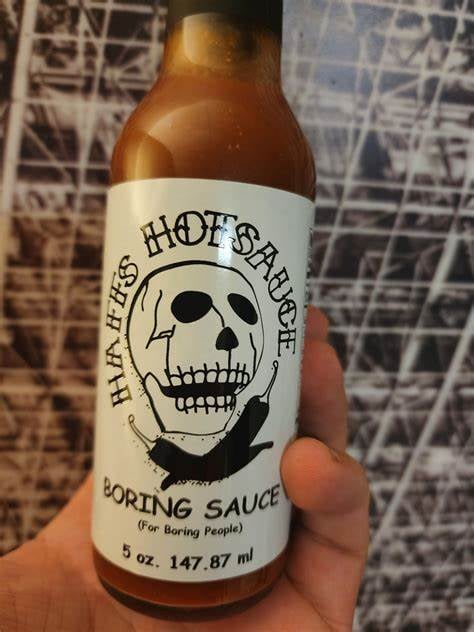 HOTSAUCE
BORING SAUCE
(For Boring People)
5 oz. 147.87 ml